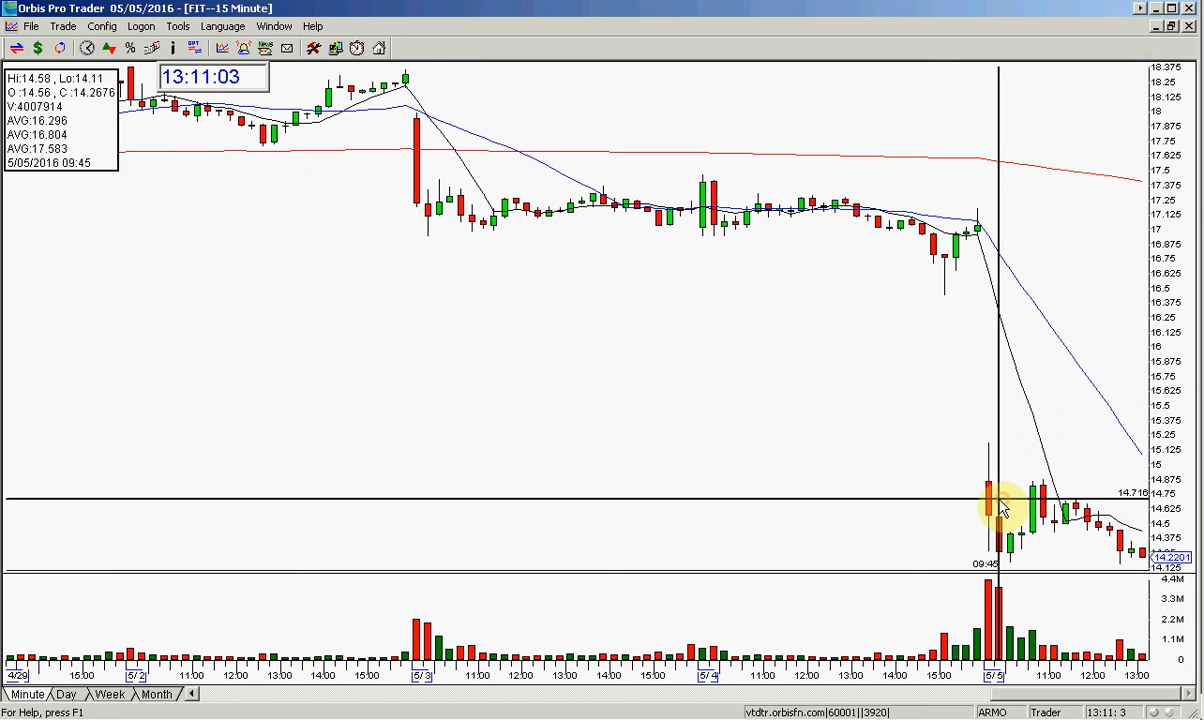 Orbis Pro Trader 05/05/2016 - [FIT--15 Minute]
File Trade Config Logon Tools Language Window Help
Hi:14.58 , Lo:14.11
O :14.56 , C :14.2676
V:4007914
AVG:16.296
AVG:16.804
AVG:17.583
5/05/2016 09:45
13:11:03
18.375
18.25
18.125
18
17.875
17.75
17.625
17.5
17.375
17.25
17.125
17
16.875
16.75
16.625
16.5
16.375
16.25
16.125
16
15.875
15.75
15.625
15.5
15.375
15.25
15.125
15
14.875
14.716
14.75
14.625
14.5
14.375
14.2201
14.125
09:45
4.4M
3.3M
2.2M
1.1M
0
4/29 15:00 5/ 2 11:00 12:00 13:00 14:00 15:00 5/ 3 11:00 12:00 13:00 14:00 15:00 5/ 4 11:00 12:00 13:00 14:00 15:00 5/ 5 11:00 12:00 13:00
Minute Day Week Month
For Help, press F1
vtdtr.orbisfn.com|60001||3920| ARMO Trader 13:11: 3